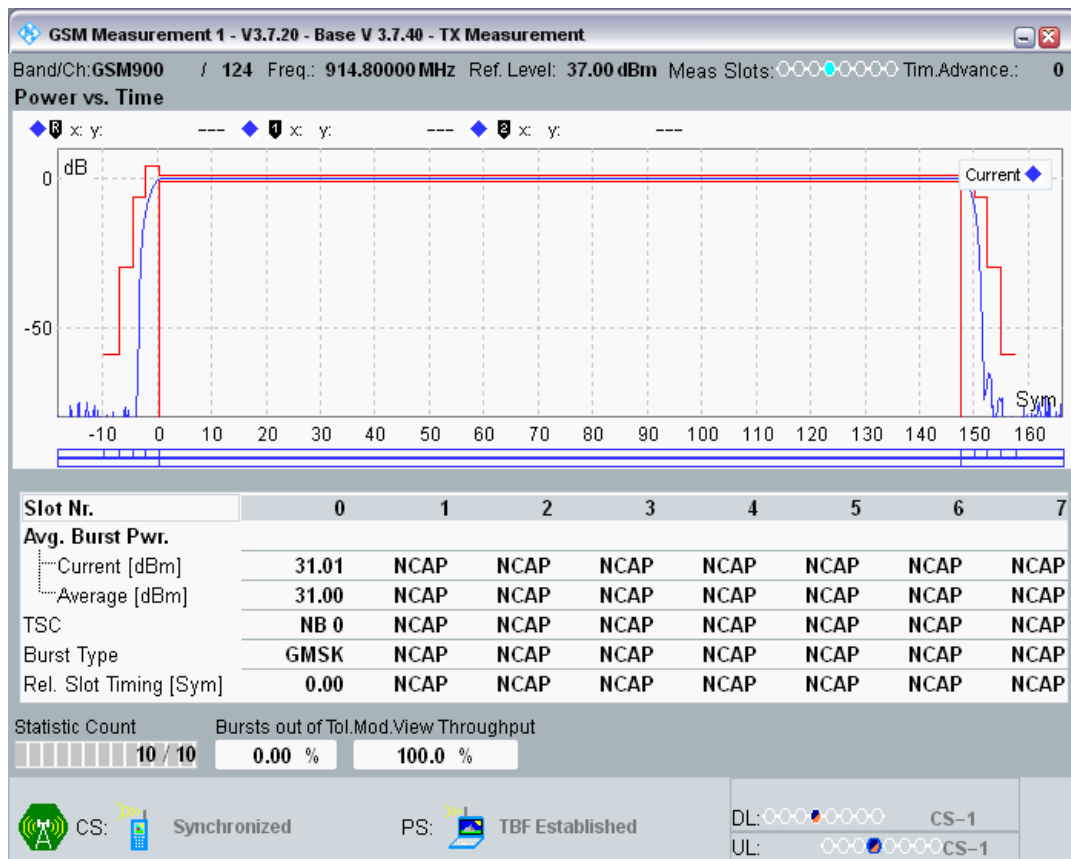 GSM Measurement 1 - V3.7.20 - Base V 3.7.40 - TX Measurement
Band/Ch:GSM900 / 124 Freq.: 914.80000 MHz Ref. Level: 37.00 dBm Meas Slots: Tim.Advance.: 0
Power vs. Time
R x: y: --- 1 x: y: --- 2 x: y: ---
dB
0
Current
-50
Sym
-10 0 10 20 30 40 50 60 70 80 90 100 110 120 130 140 150 160
Slot Nr. 0 1 2 3 4 5 6 7
Avg. Burst Pwr.
Current [dBm] 31.01 NCAP NCAP NCAP NCAP NCAP NCAP NCAP
Average [dBm] 31.00 NCAP NCAP NCAP NCAP NCAP NCAP NCAP
TSC NB 0 NCAP NCAP NCAP NCAP NCAP NCAP NCAP
Burst Type GMSK NCAP NCAP NCAP NCAP NCAP NCAP NCAP
Rel. Slot Timing [Sym] 0.00 NCAP NCAP NCAP NCAP NCAP NCAP NCAP
Statistic Count Bursts out of Tol.Mod.View Throughput
10 / 10 0.00 % 100.0 %
CS: Synchronized PS: TBF Established DL: CS-1
UL: CS-1